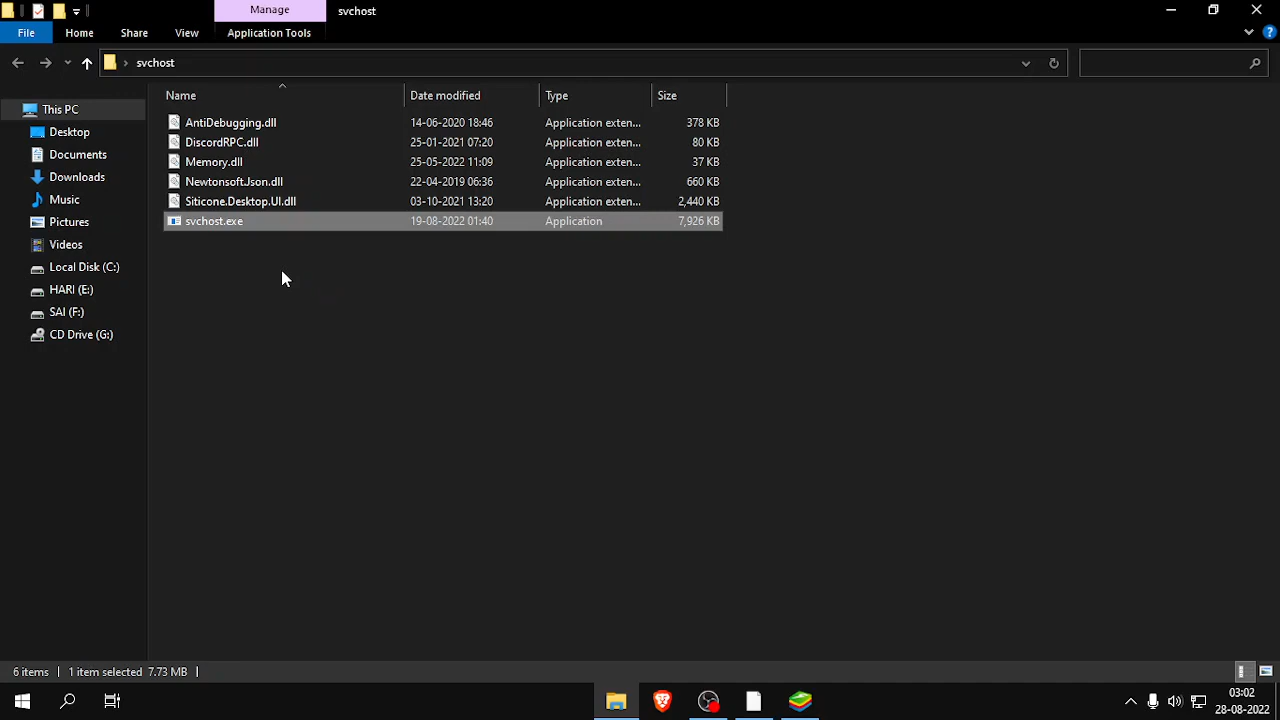 Manage
svchost
File
Home
Share
View
Application Tools
svchost
Name
Date modified
Type
Size
This PC
Desktop
Documents
Downloads
Music
Pictures
Videos
Local Disk (C:)
HARI (E:)
SAI (F:)
CD Drive (G:)
AntiDebugging.dll 14-06-2020 18:46 Application exten... 378 KB
DiscordRPC.dll 25-01-2021 07:20 Application exten... 80 KB
Memory.dll 25-05-2022 11:09 Application exten... 37 KB
Newtonsoft.Json.dll 22-04-2019 06:36 Application exten... 660 KB
Siticone.Desktop.UI.dll 03-10-2021 13:20 Application exten... 2,440 KB
svchost.exe 19-08-2022 01:40 Application 7,926 KB
6 items
1 item selected 7.73 MB
03:02
28-08-2022